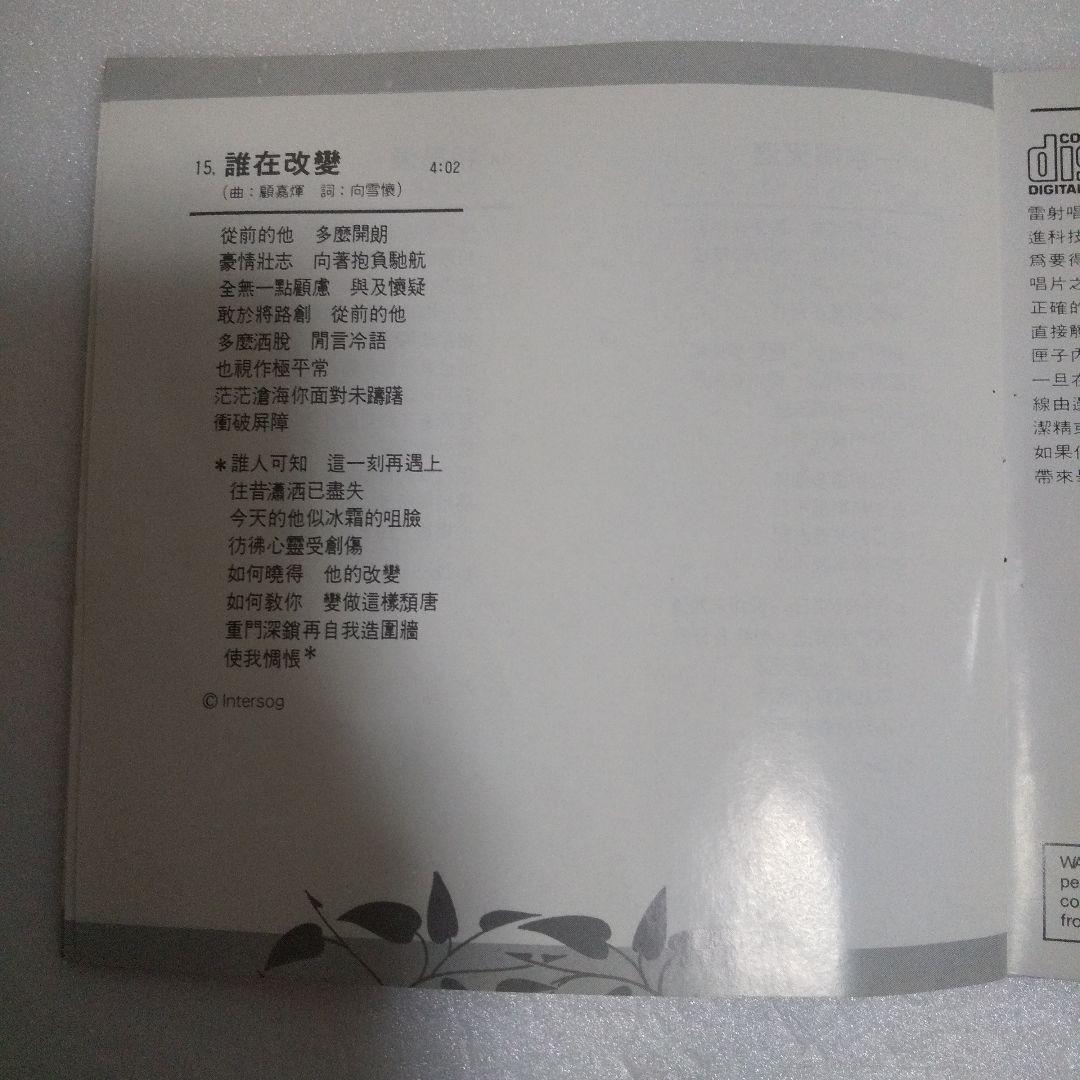 15. 誰在改變 4:02
（曲：顧嘉煇 詞：向雪懷）
從前的他 多麼開朗
豪情壯志 向著抱負馳航
全無一點顧慮 與及懷疑
敢於將路創 從前的他
多麼洒脫 閒言冷語
也視作極平常
茫茫滄海你面對未躊躇
衝破屏障
*誰人可知 這一刻再遇上
往昔瀟洒已盡失
今天的他似冰霜的咀臉
彷彿心靈受創傷
如何曉得 他的改變
如何教你 變做這樣頹唐
重門深鎖再自我造圍牆
使我惆悵*
© Intersog
雷射唱
進科技
為要得
唱片之
正確的
直接
匣子內
一旦
線由
潔精
如果
帶來